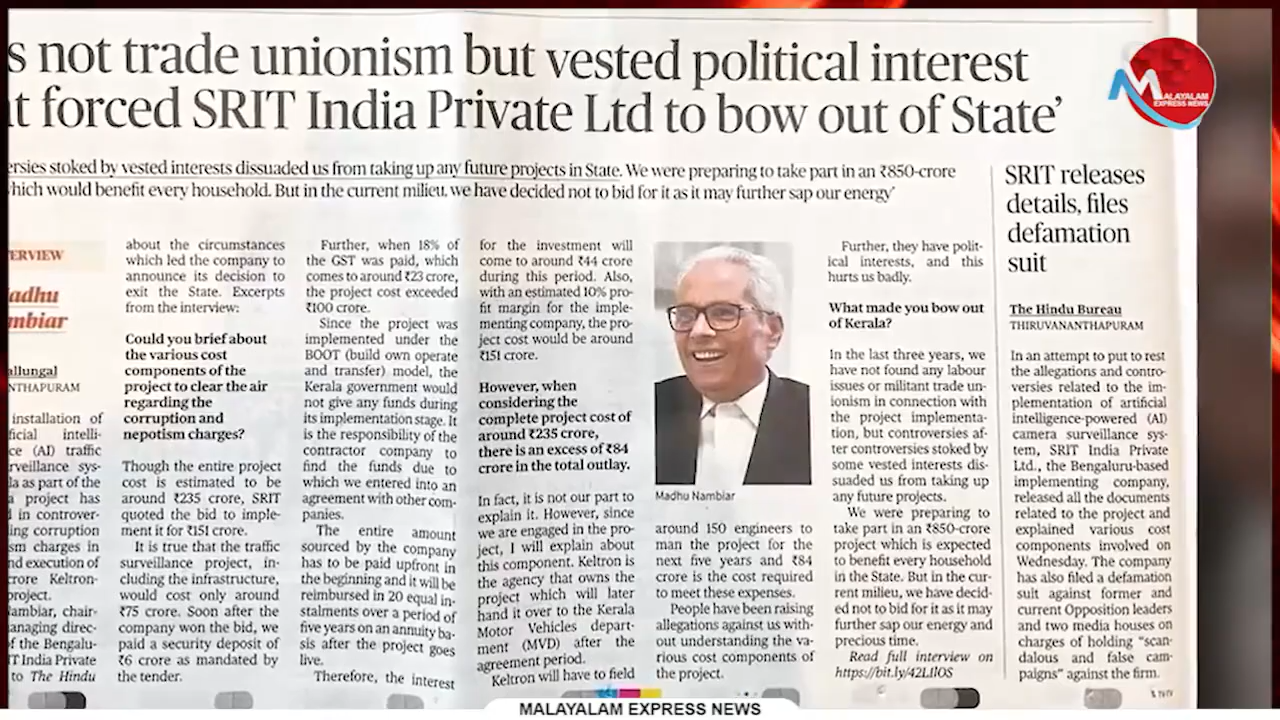 s not trade unionism but vested political interest
t forced SRIT India Private Ltd to bow out of State’
ersies stoked by vested interests dissuaded us from taking up any future projects in State. We were preparing to take part in an ₹850-crore
hich would benefit every household. But in the current milieu, we have decided not to bid for it as it may further sap our energy’
ERVIEW
adhu
mbiar
allungal
NTHAPURAM
installation of
ficial intelli-
ce (AI) traffic
rveillance sys-
la as part of the
a project has
d in controver-
ing corruption
sm charges in
nd execution of
crore Keltron-
project.
ambiar, chair-
anaging direc-
f the Bengalu-
T India Private
to The Hindu
about the circumstances
which led the company to
announce its decision to
exit the State. Excerpts
from the interview:
Could you brief about
the various cost
components of the
project to clear the air
regarding the
corruption and
nepotism charges?
Though the entire project
cost is estimated to be
around ₹235 crore, SRIT
quoted the bid to imple-
ment it for ₹151 crore.
It is true that the traffic
surveillance project, in-
cluding the infrastructure,
would cost only around
₹75 crore. Soon after the
company won the bid, we
paid a security deposit of
₹6 crore as mandated by
the tender.
Further, when 18% of
the GST was paid, which
comes to around ₹23 crore,
the project cost exceeded
₹100 crore.
Since the project was
implemented under the
BOOT (build own operate
and transfer) model, the
Kerala government would
not give any funds during
its implementation stage. It
is the responsibility of the
contractor company to
find the funds due to
which we entered into an
agreement with other com-
panies.
The entire amount
sourced by the company
has to be paid upfront in
the beginning and it will be
reimbursed in 20 equal in-
stalments over a period of
five years on an annuity ba-
sis after the project goes
live.
Therefore, the interest
for the investment will
come to around ₹44 crore
during this period. Also,
with an estimated 10% pro-
fit margin for the imple-
menting company, the pro-
ject cost would be around
₹151 crore.
However, when
considering the
complete project cost of
around ₹235 crore,
there is an excess of ₹84
crore in the total outlay.
In fact, it is not our part to
explain it. However, since
we are engaged in the pro-
ject, I will explain about
this component. Keltron is
the agency that owns the
project which will later
hand it over to the Kerala
Motor Vehicles depart-
ment (MVD) after the
agreement period.
Keltron will have to field
Madhu Nambiar
around 150 engineers to
man the project for the
next five years and ₹84
crore is the cost required
to meet these expenses.
People have been raising
allegations against us with-
out understanding the va-
rious cost components of
the project.
Further, they have polit-
ical interests, and this
hurts us badly.
What made you bow out
of Kerala?
In the last three years, we
have not found any labour
issues or militant trade un-
ionism in connection with
the project implementa-
tion, but controversies af-
ter controversies stoked by
some vested interests dis-
suaded us from taking up
any future projects.
We were preparing to
take part in an ₹850-crore
project which is expected
to benefit every household
in the State. But in the cur-
rent milieu, we have decid-
ed not to bid for it as it may
further sap our energy and
precious time.
Read full interview on
https://bit.ly/42LIlOS
SRIT releases
details, files
defamation
suit
The Hindu Bureau
THIRUVANANTHAPURAM
In an attempt to put to rest
the allegations and contro-
versies related to the im-
plementation of artificial
intelligence-powered (AI)
camera surveillance sys-
tem, SRIT India Private
Ltd., the Bengaluru-based
implementing company,
released all the documents
related to the project and
explained various cost
components involved on
Wednesday. The company
has also filed a defamation
suit against former and
current Opposition leaders
and two media houses on
charges of holding “scan-
dalous and false cam-
paigns” against the firm.
MALAYALAM
EXPRESS NEWS
MALAYALAM EXPRESS NEWS